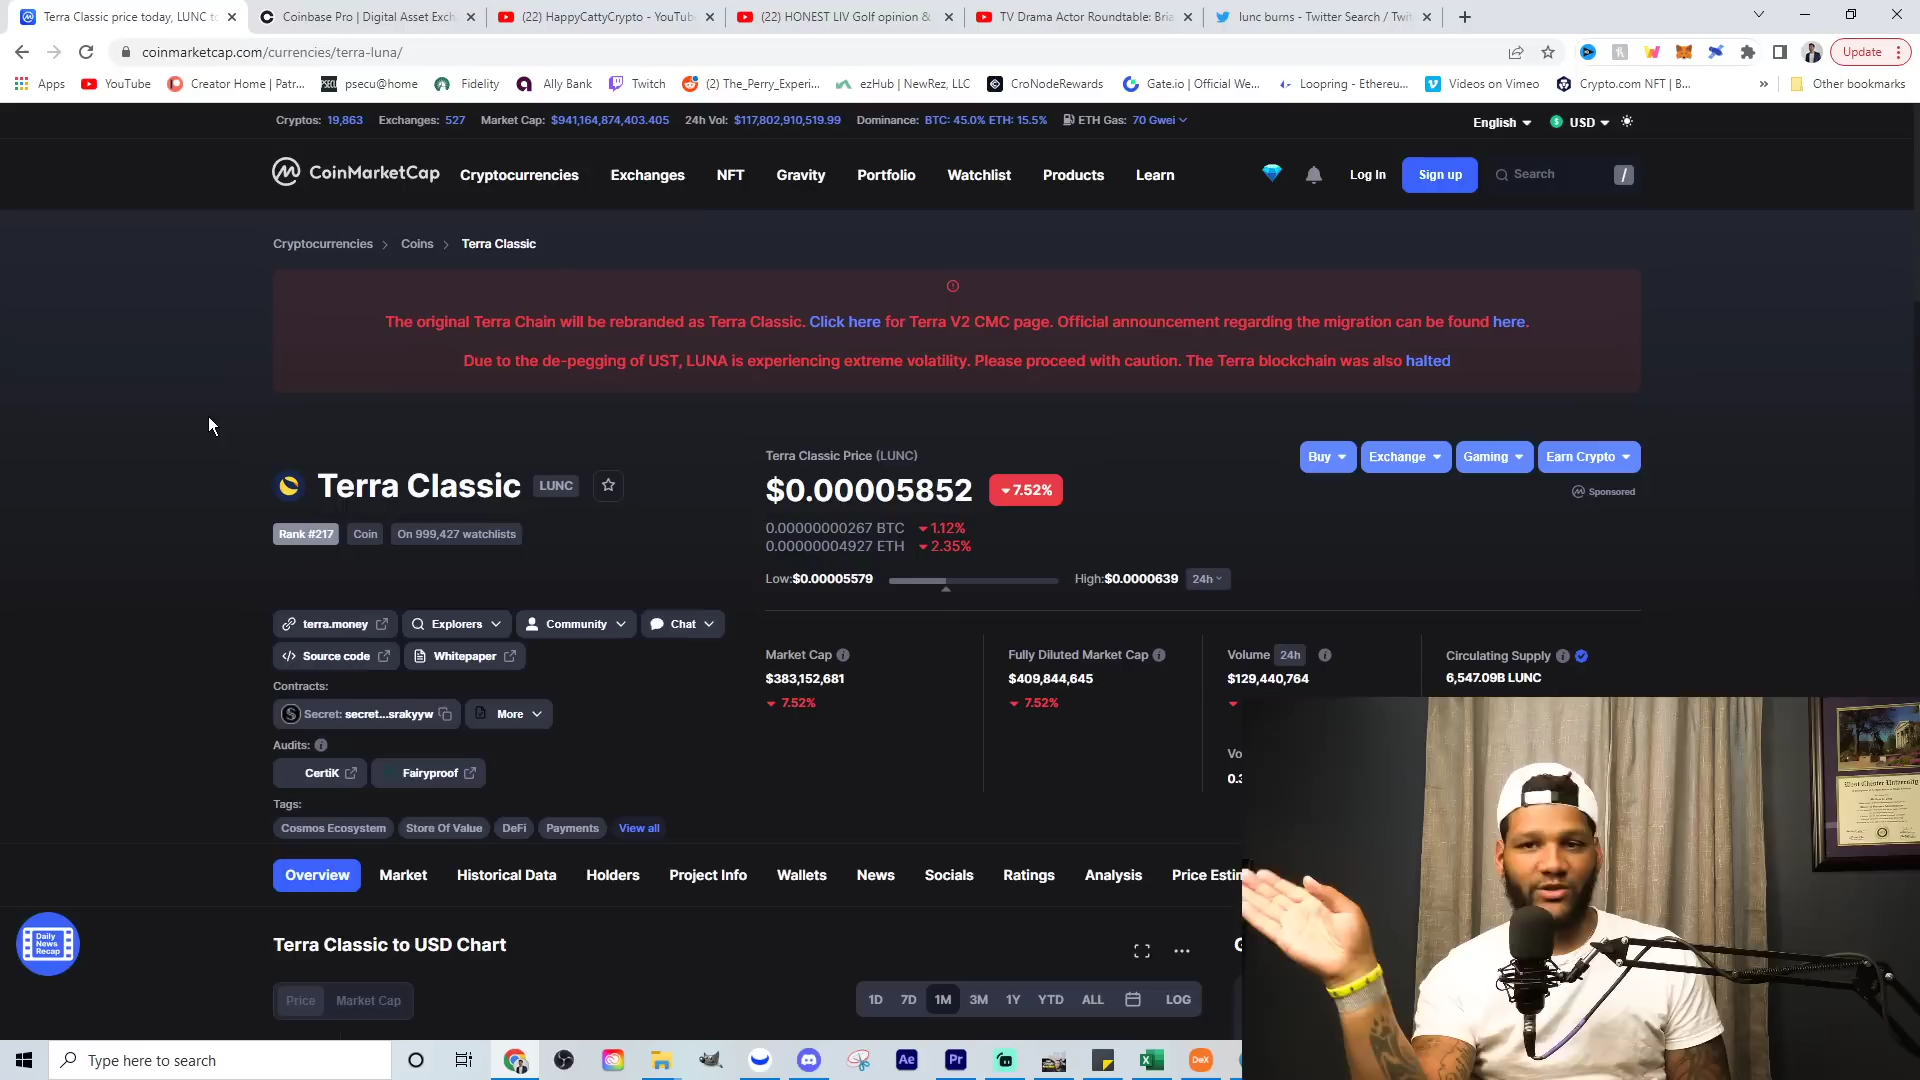 Terra Classic price today, LUNC to
Coinbase Pro | Digital Asset Exch
(22) HappyCattyCrypto - YouTub
(22) HONEST LIV Golf opinion &
TV Drama Actor Roundtable: Bria
lunc burns - Twitter Search / Twit
coinmarketcap.com/currencies/terra-luna/
Update
Apps
YouTube
Creator Home | Patr...
psecu@home
Fidelity
Ally Bank
Twitch
(2) The_Perry_Experi...
ezHub | NewRez, LLC
CroNodeRewards
Gate.io | Official We...
Loopring - Ethereu...
Videos on Vimeo
Crypto.com NFT | B...
»
Other bookmarks
Cryptos: 19,863 Exchanges: 527 Market Cap: $941,164,874,403.405 24h Vol: $117,802,910,519.99 Dominance: BTC: 45.0% ETH: 15.5% ETH Gas: 70 Gwei
English USD
CoinMarketCap
Cryptocurrencies Exchanges NFT Gravity Portfolio Watchlist Products Learn
Log In Sign up Search /
Cryptocurrencies > Coins > Terra Classic
The original Terra Chain will be rebranded as Terra Classic. Click here for Terra V2 CMC page. Official announcement regarding the migration can be found here.
Due to the de-pegging of UST, LUNA is experiencing extreme volatility. Please proceed with caution. The Terra blockchain was also halted
Terra Classic LUNC
Rank #217 Coin On 999,427 watchlists
Terra Classic Price (LUNC)
$0.00005852 7.52%
0.00000000267 BTC 1.12%
0.00000004927 ETH 2.35%
Low:$0.00005579 High:$0.0000639 24h
Buy Exchange Gaming Earn Crypto
Sponsored
terra.money Explorers Community Chat
Source code Whitepaper
Contracts:
Secret: secret...srakyyw More
Audits:
CertiK Fairyproof
Tags:
Cosmos Ecosystem Store Of Value DeFi Payments View all
Market Cap
$383,152,681
7.52%
Fully Diluted Market Cap
$409,844,645
7.52%
Volume 24h
$129,440,764
Vo
0.3
Circulating Supply
6,547.09B LUNC
Overview Market Historical Data Holders Project Info Wallets News Socials Ratings Analysis Price Estim
Daily
News
Recap
Terra Classic to USD Chart
Price Market Cap
1D 7D 1M 3M 1Y YTD ALL LOG
West Chester University
Type here to search
Ae
Pr
DeX